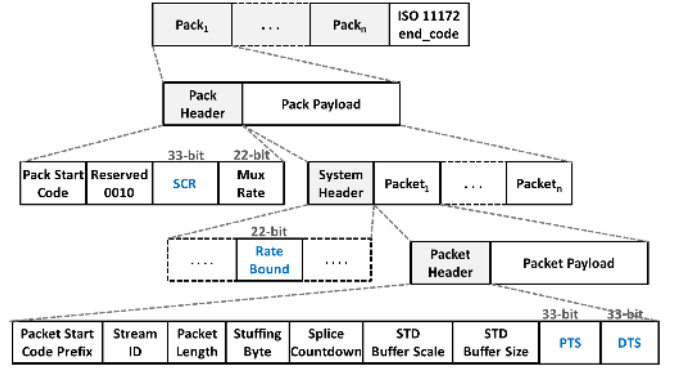 Pack1 ... Packn ISO 11172 end_code
Pack Header Pack Payload
33-bit 22-bit
Pack Start Code Reserved 0010 SCR Mux Rate System Header Packet1 ... Packetn
22-bit
.... Rate Bound .... Packet Header Packet Payload
33-bit 33-bit
Packet Start Code Prefix Stream ID Packet Length Stuffing Byte Splice Countdown STD Buffer Scale STD Buffer Size PTS DTS